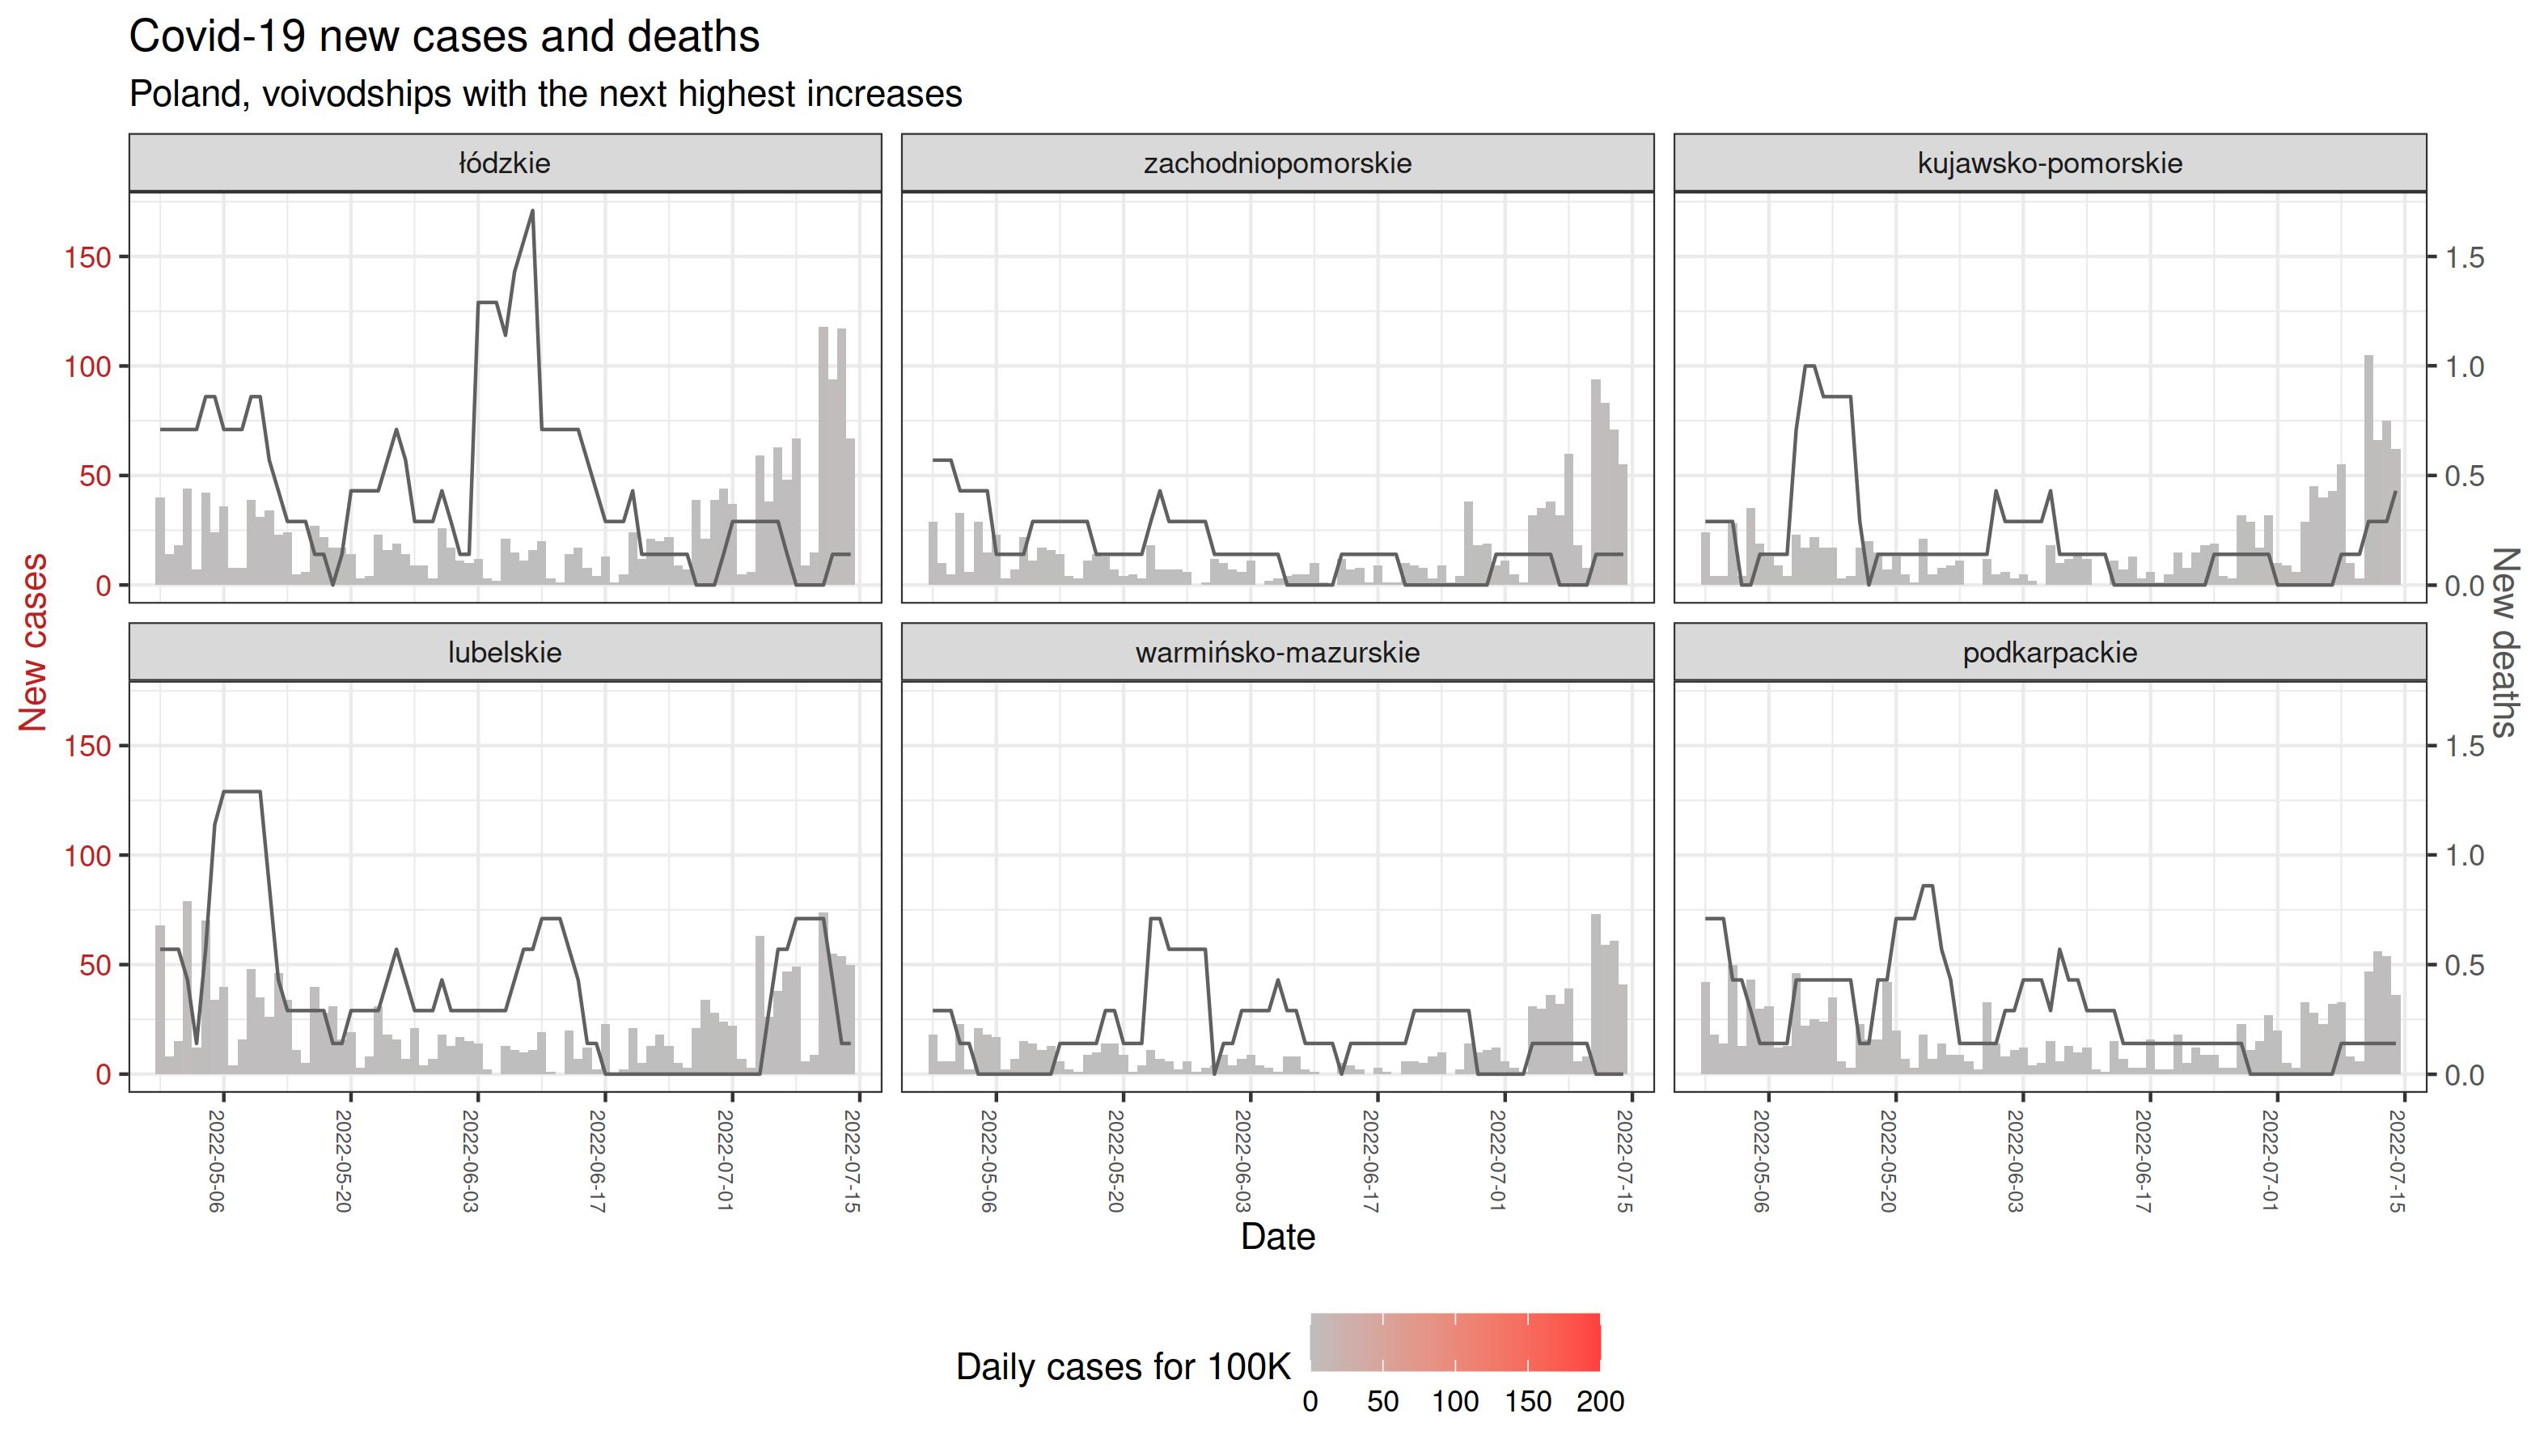 Covid-19 new cases and deaths
Poland, voivodships with the next highest increases
łódzkie
zachodniopomorskie
kujawsko-pomorskie
150
100
50
0
1.5
1.0
0.5
0.0
New cases
New deaths
lubelskie
warmińsko-mazurskie
podkarpackie
150
100
50
0
1.5
1.0
0.5
0.0
2022-05-06
2022-05-20
2022-06-03
2022-06-17
2022-07-01
2022-07-15
2022-05-06
2022-05-20
2022-06-03
2022-06-17
2022-07-01
2022-07-15
2022-05-06
2022-05-20
2022-06-03
2022-06-17
2022-07-01
2022-07-15
Date
Daily cases for 100K
0 50 100 150 200